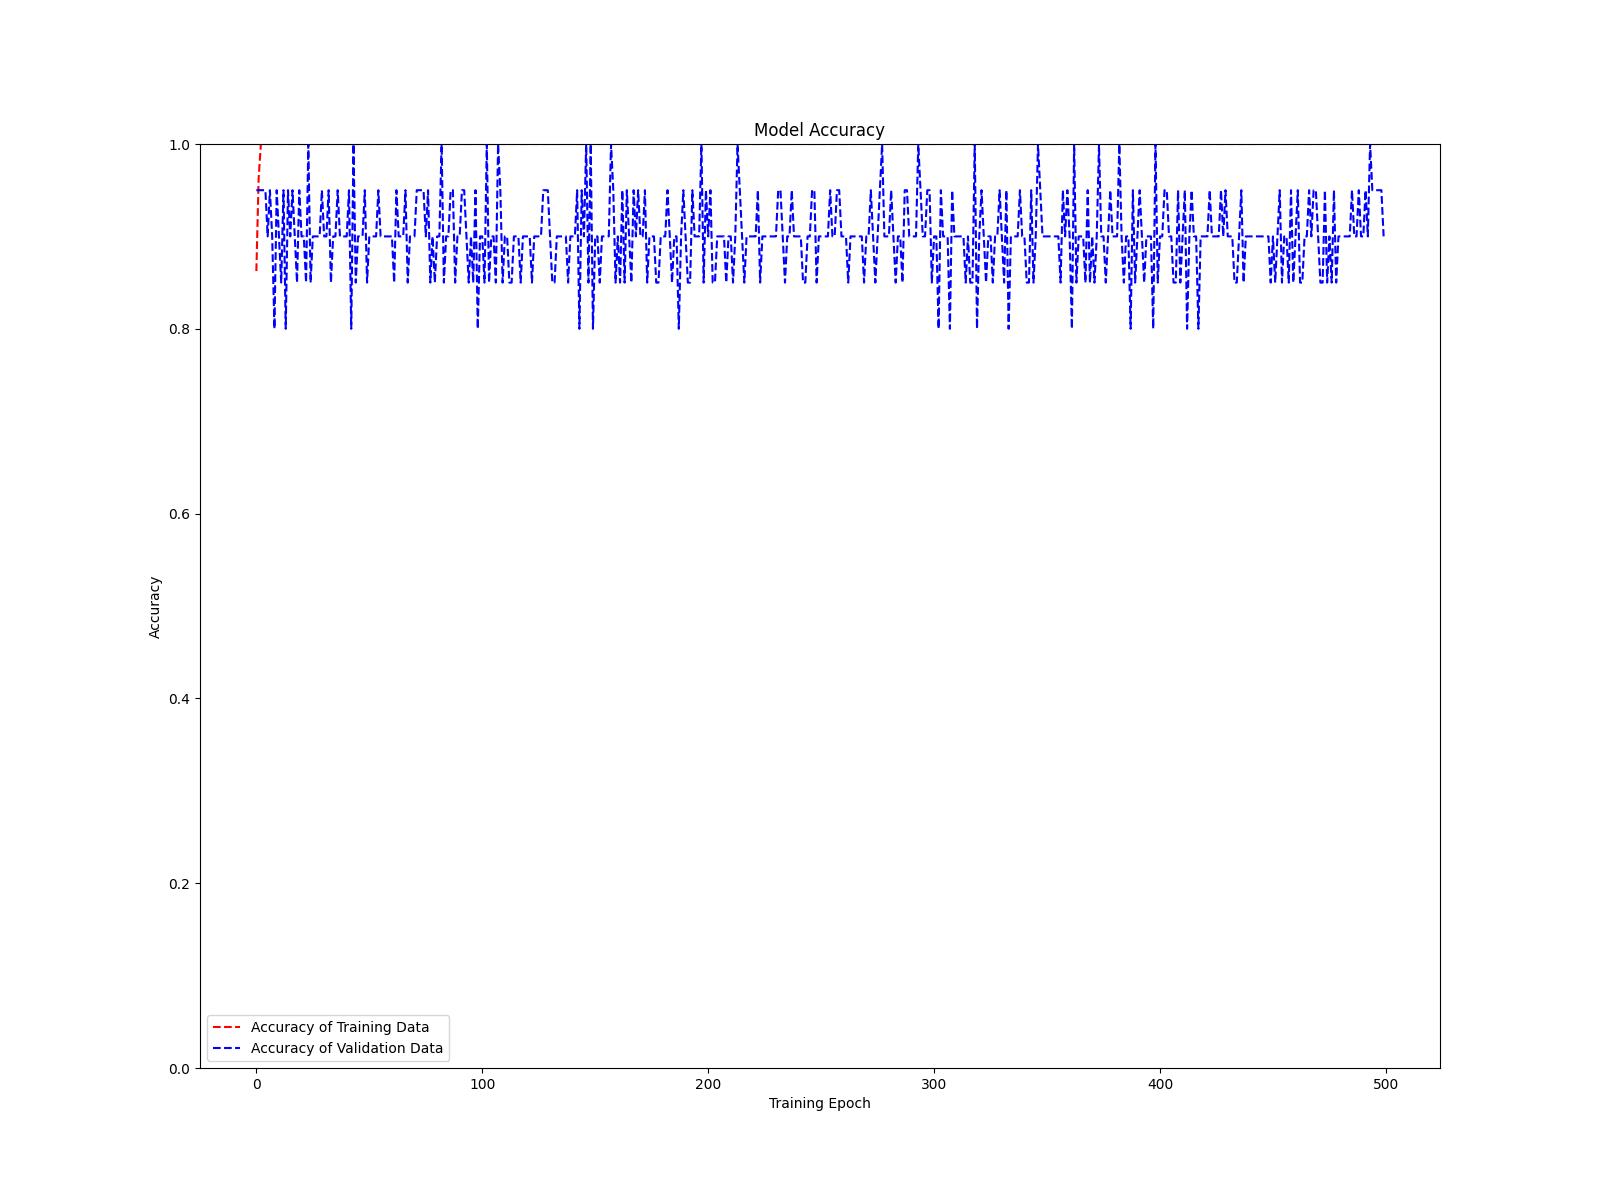 Model Accuracy
1.0
0.8
0.6
0.4
0.2
0.0
Accuracy
Accuracy of Training Data
Accuracy of Validation Data
0 100 200 300 400 500
Training Epoch